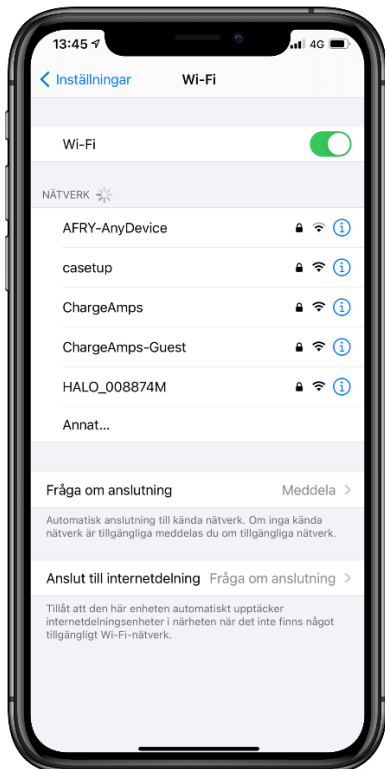 13:45 4G
Inställningar Wi-Fi
Wi-Fi
NÄTVERK
AFRY-AnyDevice
casetup
ChargeAmps
ChargeAmps-Guest
HALO_008874M
Annat...
Fråga om anslutning Meddela
Automatisk anslutning till kända nätverk. Om inga kända
nätverk är tillgängliga meddelas du om tillgängliga nätverk.
Anslut till internetdelning Fråga om anslutning
Tillåt att den här enheten automatiskt upptäcker
internetdelningsenheter i närheten när det inte finns något
tillgängligt Wi-Fi-nätverk.